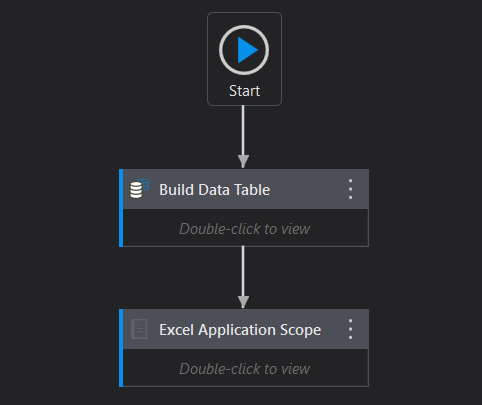 Start
Build Data Table
Double-click to view
Excel Application Scope
Double-click to view